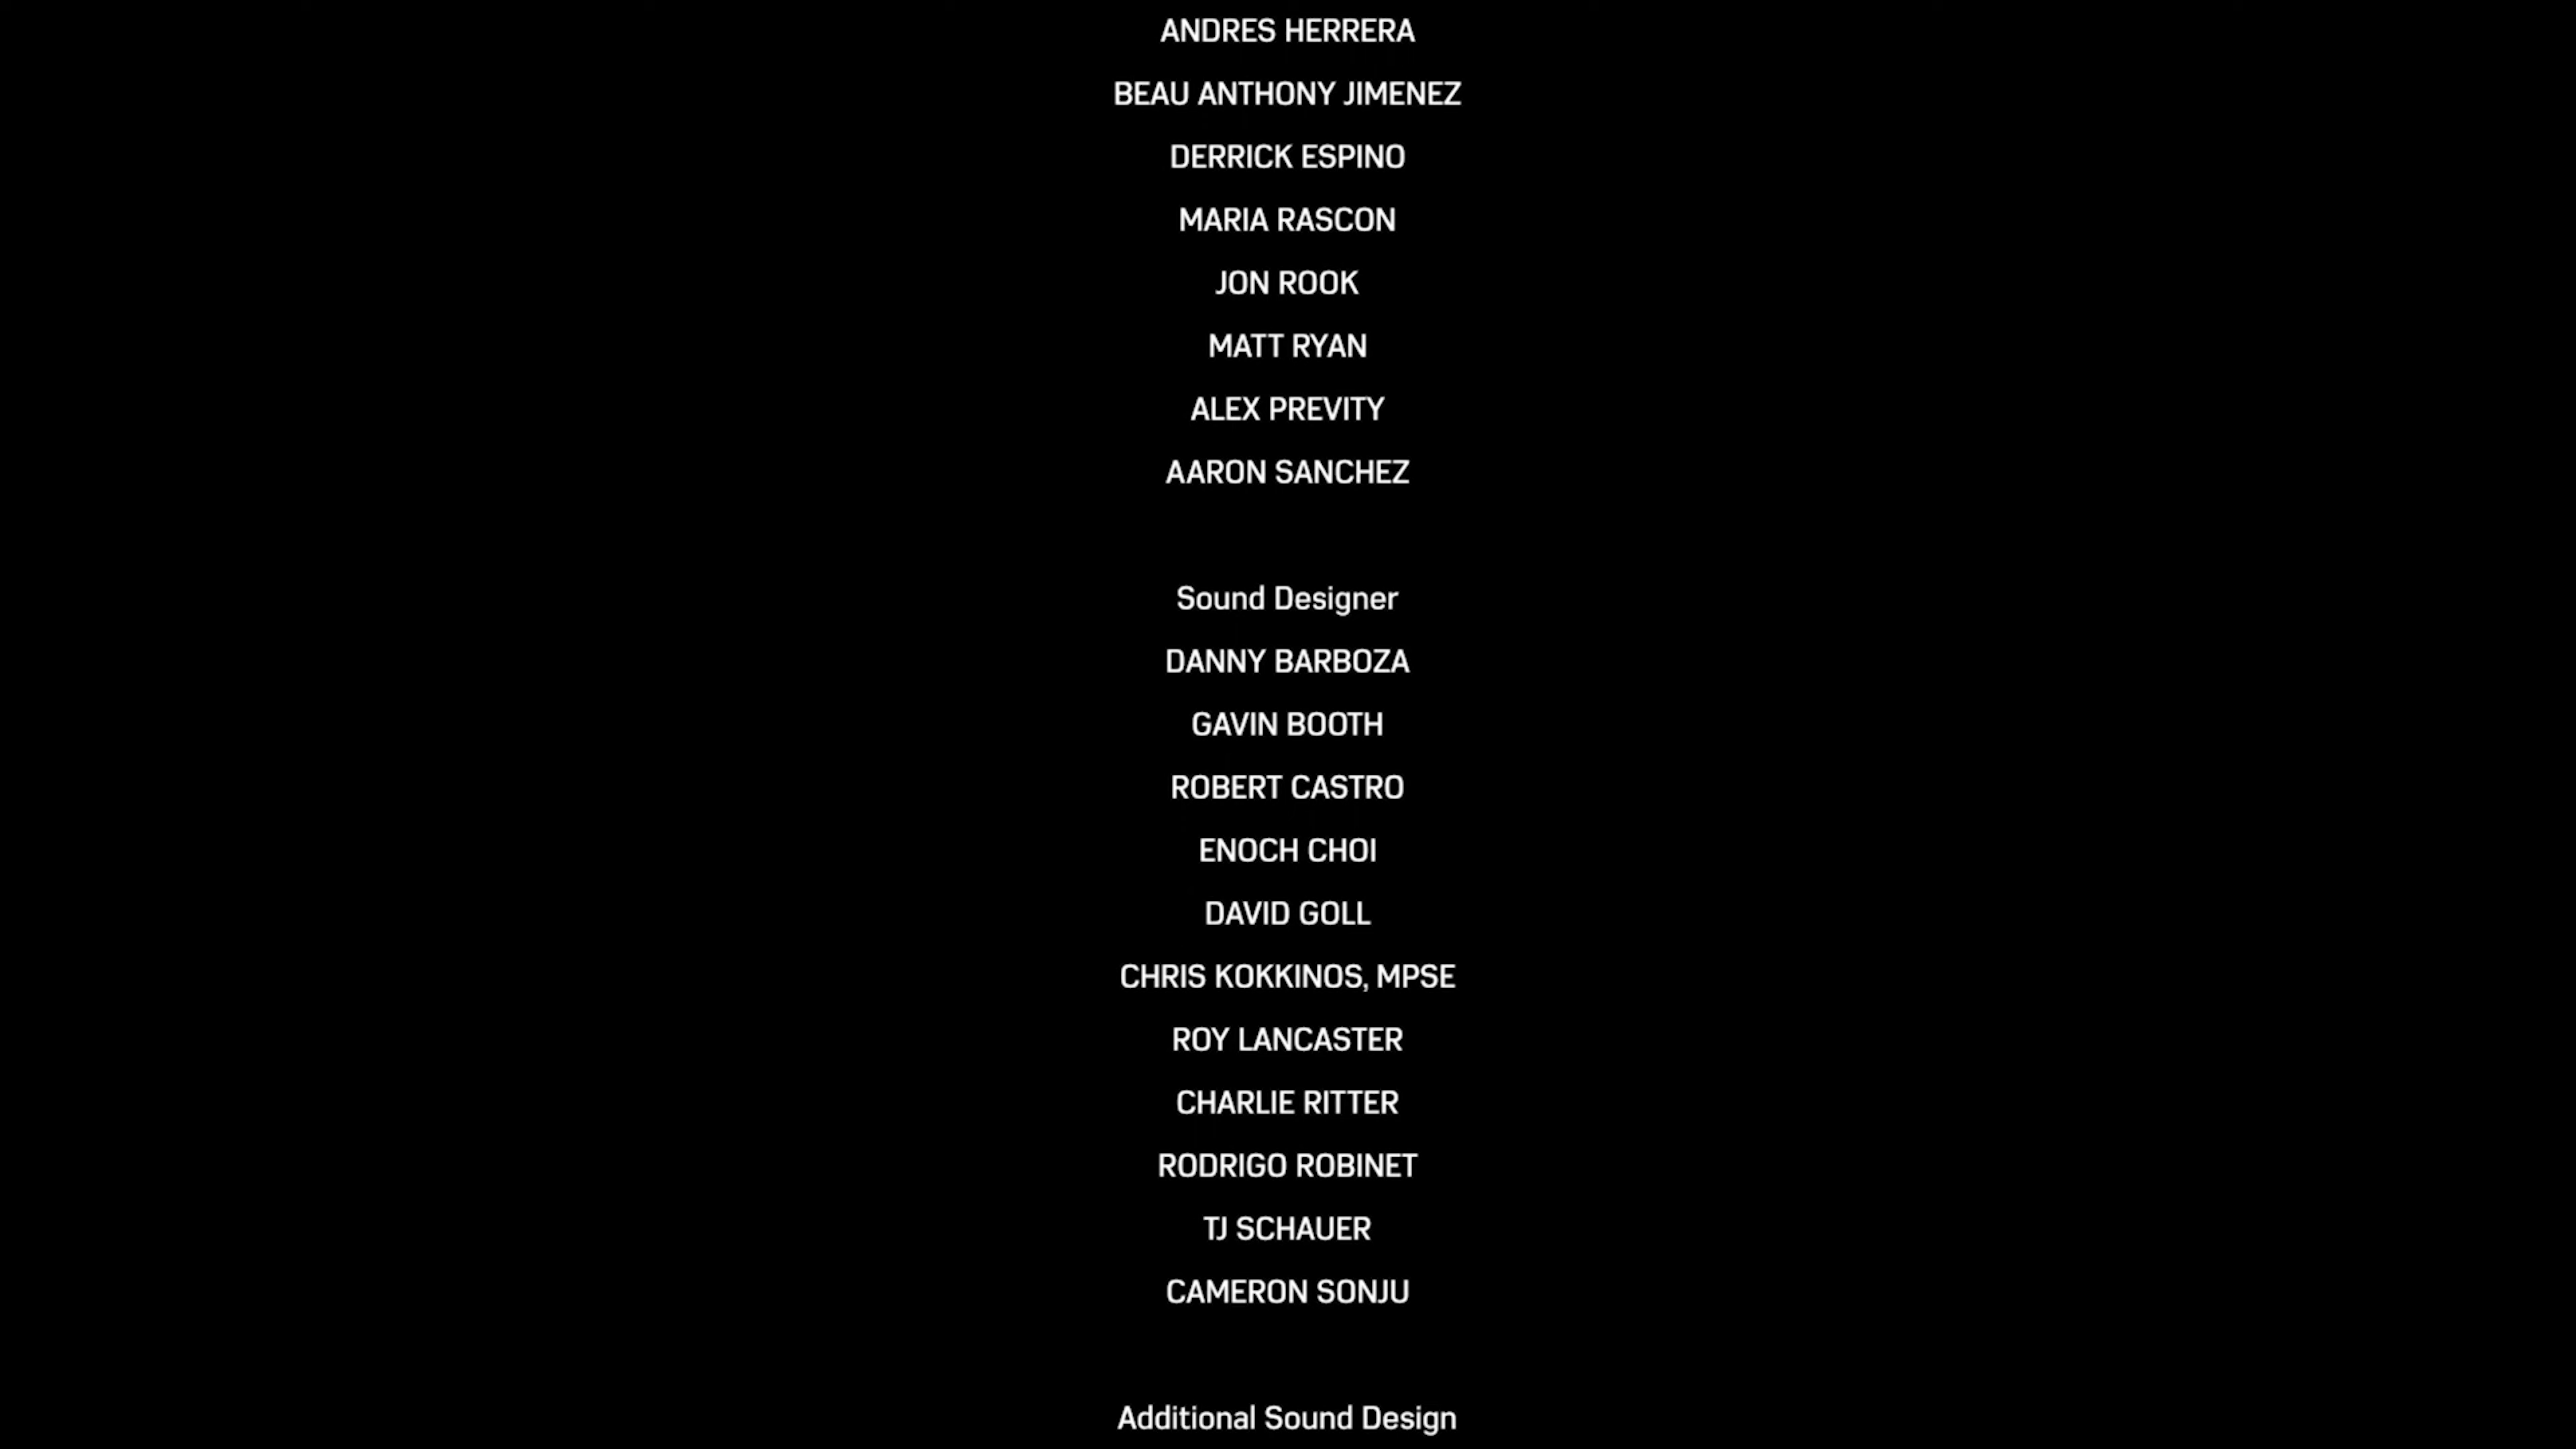 ANDRES HERRERA
BEAU ANTHONY JIMENEZ
DERRICK ESPINO
MARIA RASCON
JON ROOK
MATT RYAN
ALEX PREVITY
AARON SANCHEZ
Sound Designer
DANNY BARBOZA
GAVIN BOOTH
ROBERT CASTRO
ENOCH CHOI
DAVID GOLL
CHRIS KOKKINOS, MPSE
ROY LANCASTER
CHARLIE RITTER
RODRIGO ROBINET
TJ SCHAUER
CAMERON SONJU
Additional Sound Design